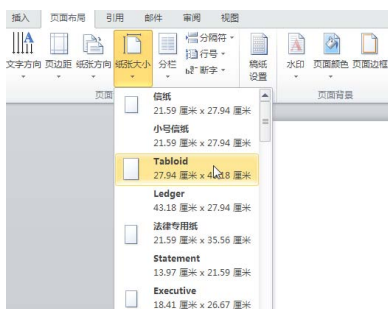 插入 页面布局 引用 邮件 审阅 视图
文字方向 页边距 纸张方向 纸张大小 分栏 分隔符 行号 断字 稿纸设置 水印 页面颜色 页面边框
页面 页面背景
信纸
21.59 厘米 x 27.94 厘米
小号信纸
21.59 厘米 x 27.94 厘米
Tabloid
27.94 厘米 x 43.18 厘米
Ledger
43.18 厘米 x 27.94 厘米
法律专用纸
21.59 厘米 x 35.56 厘米
Statement
13.97 厘米 x 21.59 厘米
Executive
18.41 厘米 x 26.67 厘米